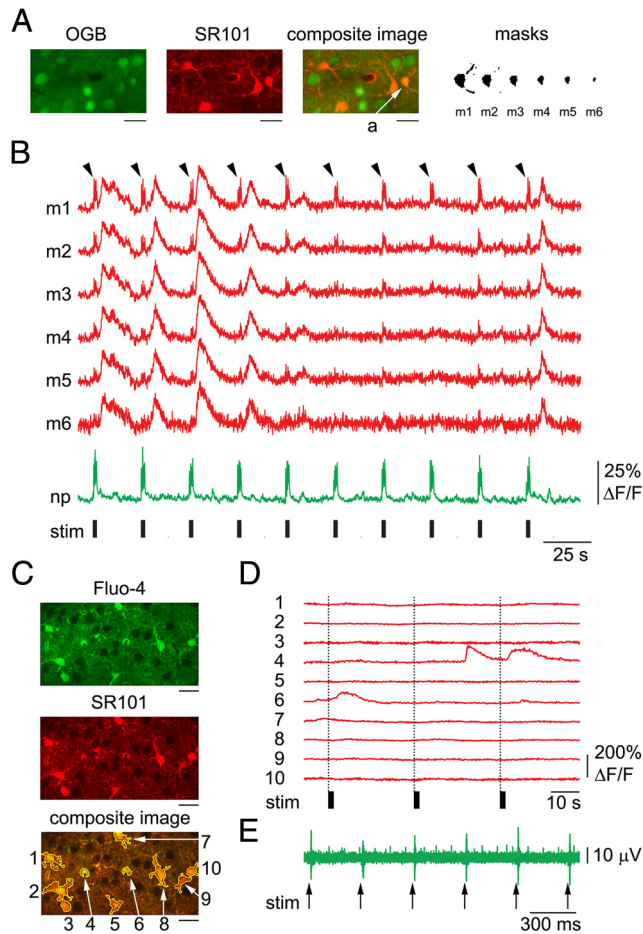 A
OGB SR101 composite image masks
a
m1 m2 m3 m4 m5 m6
B
m1
m2
m3
m4
m5
m6
np
25%
ΔF/F
stim
25 s
C
Fluo-4
SR101
composite image
7
1
10
2
9
3 4 5 6 8
D
1
2
3
4
5
6
7
8
9
10
200%
ΔF/F
stim
10 s
E
10 μV
stim
300 ms